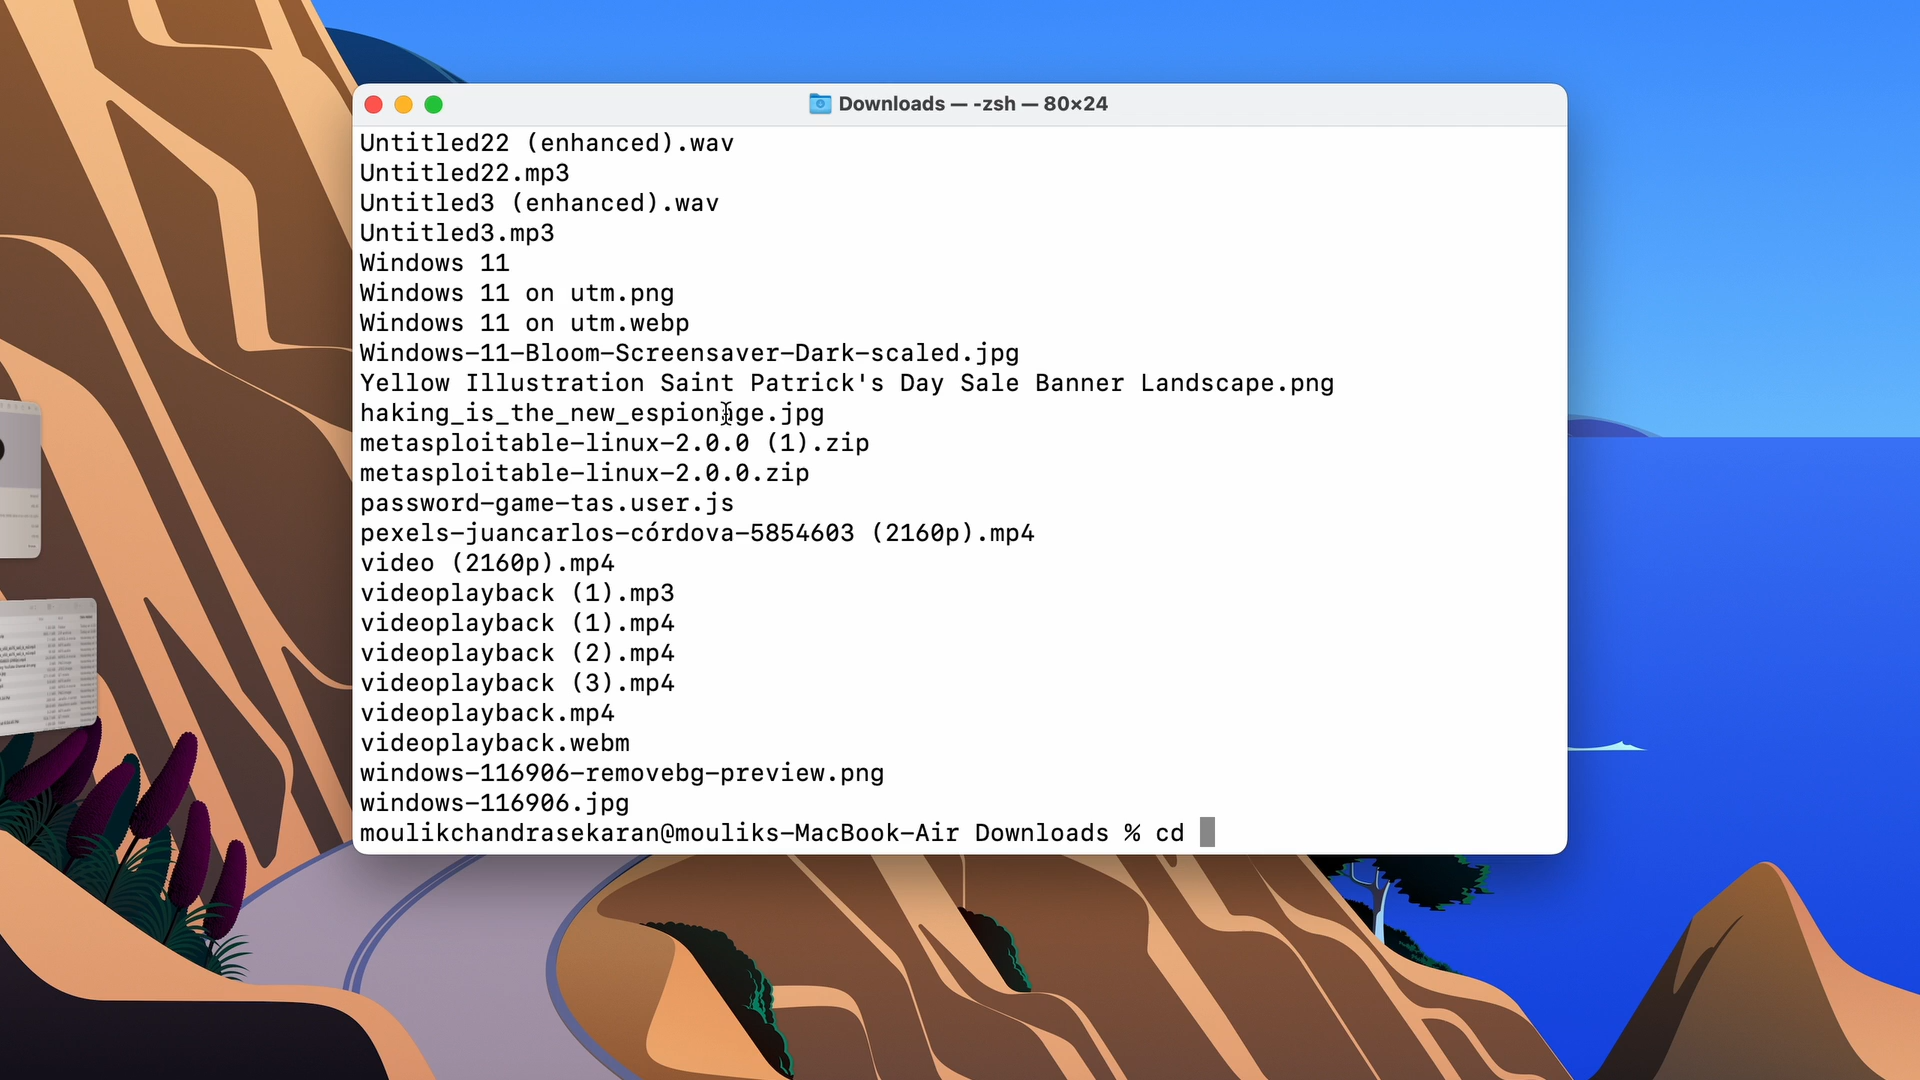 Downloads — -zsh — 80×24
Untitled22 (enhanced).wav
Untitled22.mp3
Untitled3 (enhanced).wav
Untitled3.mp3
Windows 11
Windows 11 on utm.png
Windows 11 on utm.webp
Windows-11-Bloom-Screensaver-Dark-scaled.jpg
Yellow Illustration Saint Patrick's Day Sale Banner Landscape.png
haking_is_the_new_espionage.jpg
metasploitable-linux-2.0.0 (1).zip
metasploitable-linux-2.0.0.zip
password-game-tas.user.js
pexels-juancarlos-córdova-5854603 (2160p).mp4
video (2160p).mp4
videoplayback (1).mp3
videoplayback (1).mp4
videoplayback (2).mp4
videoplayback (3).mp4
videoplayback.mp4
videoplayback.webm
windows-116906-removebg-preview.png
windows-116906.jpg
moulikchandrasekaran@mouliks-MacBook-Air Downloads % cd